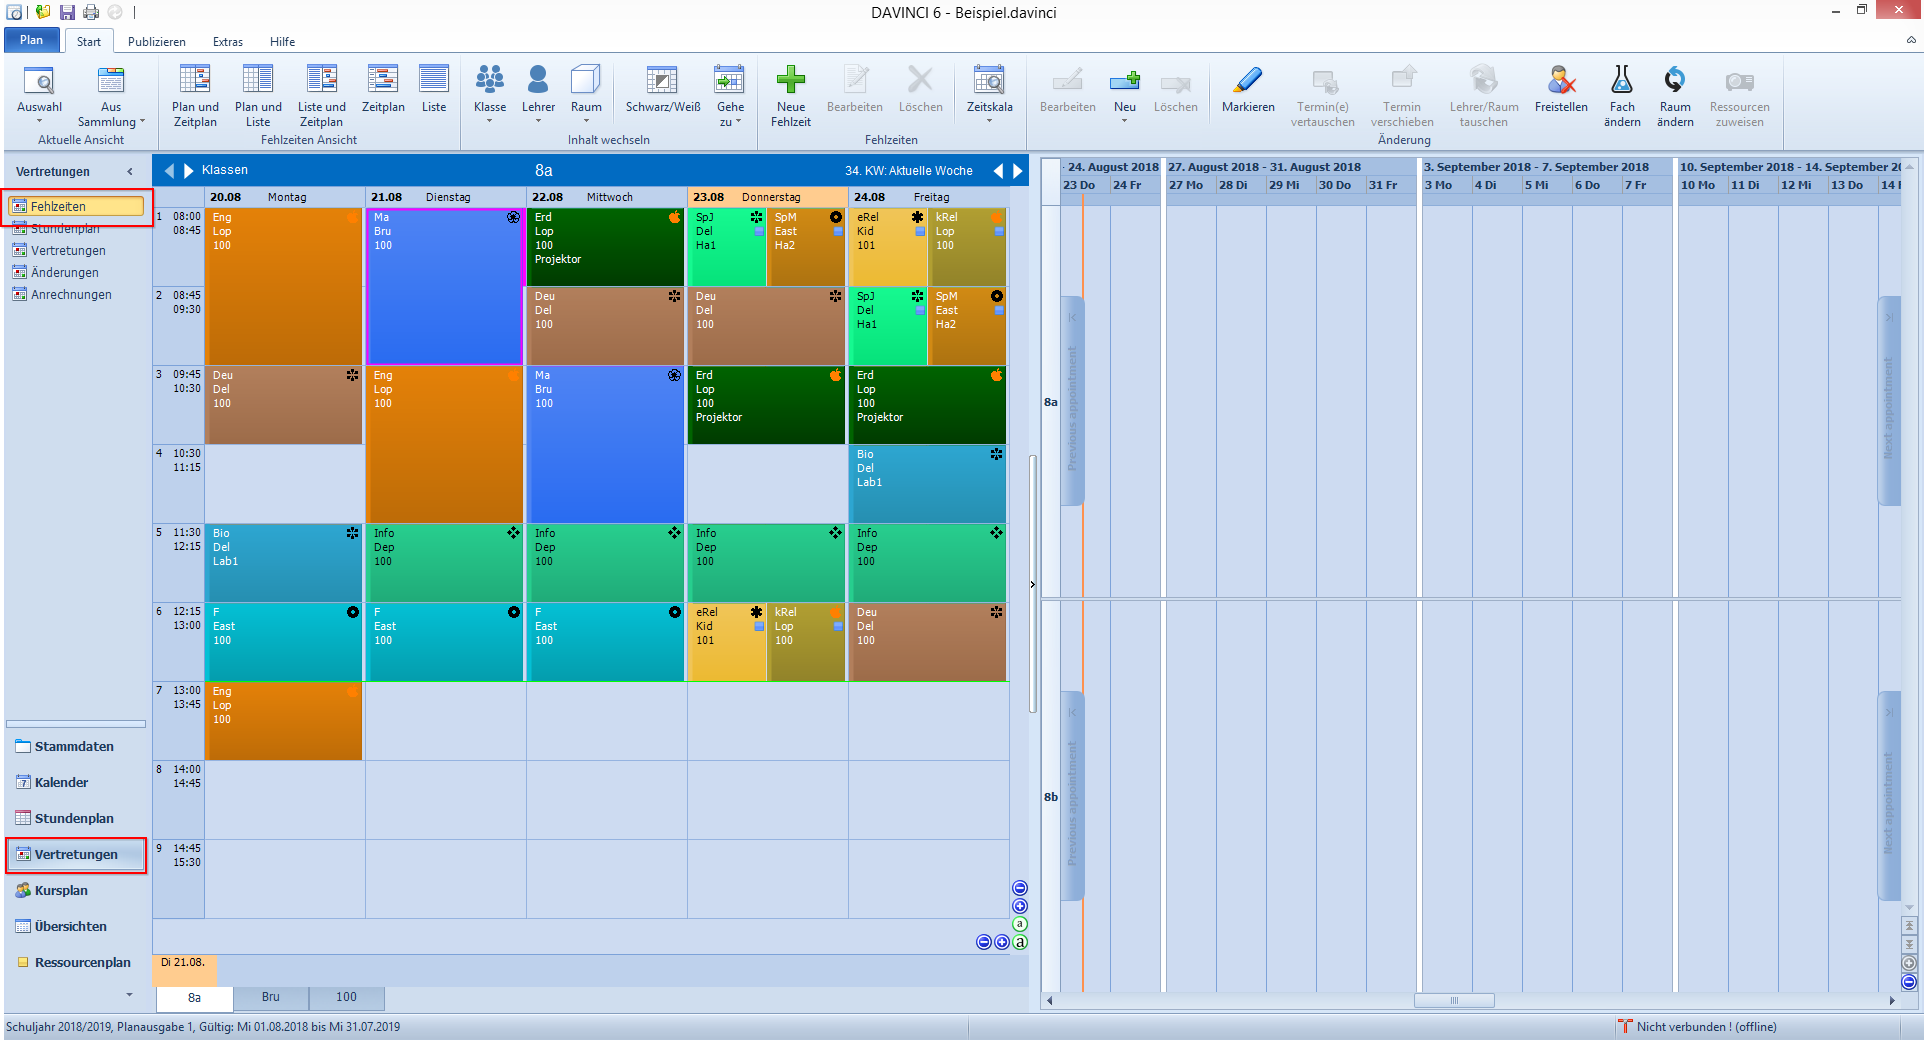 DAVINCI 6 - Beispiel.davinci
Plan
Start
Publizieren
Extras
Hilfe
Auswahl
Aus
Sammlung
Aktuelle Ansicht
Plan und
Zeitplan
Plan und
Liste
Liste und
Zeitplan
Zeitplan
Liste
Fehlzeiten Ansicht
Klasse
Lehrer
Raum
Schwarz/Weiß
Gehe
zu
Inhalt wechseln
Neue
Fehlzeit
Bearbeiten
Löschen
Zeitskala
Fehlzeiten
Bearbeiten
Neu
Löschen
Markieren
Termin(e)
vertauschen
Termin
verschieben
Lehrer/Raum
tauschen
Freistellen
Fach
ändern
Raum
ändern
Ressourcen
zuweisen
Änderung
Vertretungen
Fehlzeiten
Stundenplan
Vertretungen
Änderungen
Anrechnungen
Stammdaten
Kalender
Stundenplan
Vertretungen
Kursplan
Übersichten
Ressourcenplan
Klassen
8a
34. KW: Aktuelle Woche
20.08 Montag
21.08 Dienstag
22.08 Mittwoch
23.08 Donnerstag
24.08 Freitag
1 08:00
08:45
Eng
Lop
100
Ma
Bru
100
Erd
Lop
100
Projektor
SpJ
Del
Ha1
SpM
East
Ha2
eRel
Kid
101
kRel
Lop
100
2 08:45
09:30
Deu
Del
100
Deu
Del
100
SpJ
Del
Ha1
SpM
East
Ha2
3 09:45
10:30
Deu
Del
100
Eng
Lop
100
Ma
Bru
100
Erd
Lop
100
Projektor
Erd
Lop
100
Projektor
4 10:30
11:15
Bio
Del
Lab1
5 11:30
12:15
Bio
Del
Lab1
Info
Dep
100
Info
Dep
100
Info
Dep
100
Info
Dep
100
6 12:15
13:00
F
East
100
F
East
100
F
East
100
eRel
Kid
101
kRel
Lop
100
Deu
Del
100
7 13:00
13:45
Eng
Lop
100
8 14:00
14:45
9 14:45
15:30
a
a
Di 21.08.
8a
Bru
100
- 24. August 2018
27. August 2018 - 31. August 2018
3. September 2018 - 7. September 2018
10. September 2018 - 14. September 20
23 Do
24 Fr
27 Mo
28 Di
29 Mi
30 Do
31 Fr
3 Mo
4 Di
5 Mi
6 Do
7 Fr
10 Mo
11 Di
12 Mi
13 Do
14 F
8a
Previous appointment
Next appointment
8b
Previous appointment
Next appointment
Schuljahr 2018/2019, Planausgabe 1, Gültig: Mi 01.08.2018 bis Mi 31.07.2019
Nicht verbunden ! (offline)